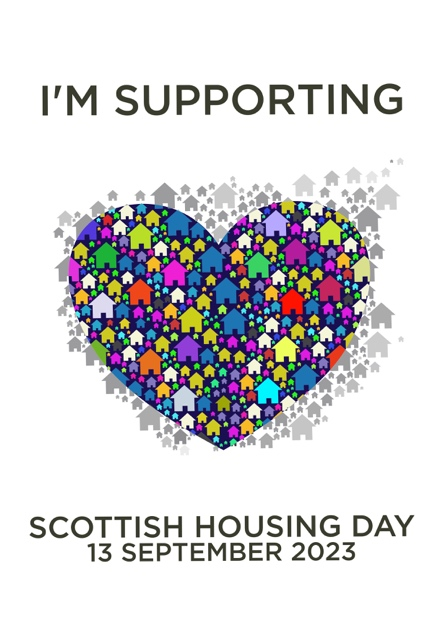 I'M SUPPORTING
SCOTTISH HOUSING DAY
13 SEPTEMBER 2023